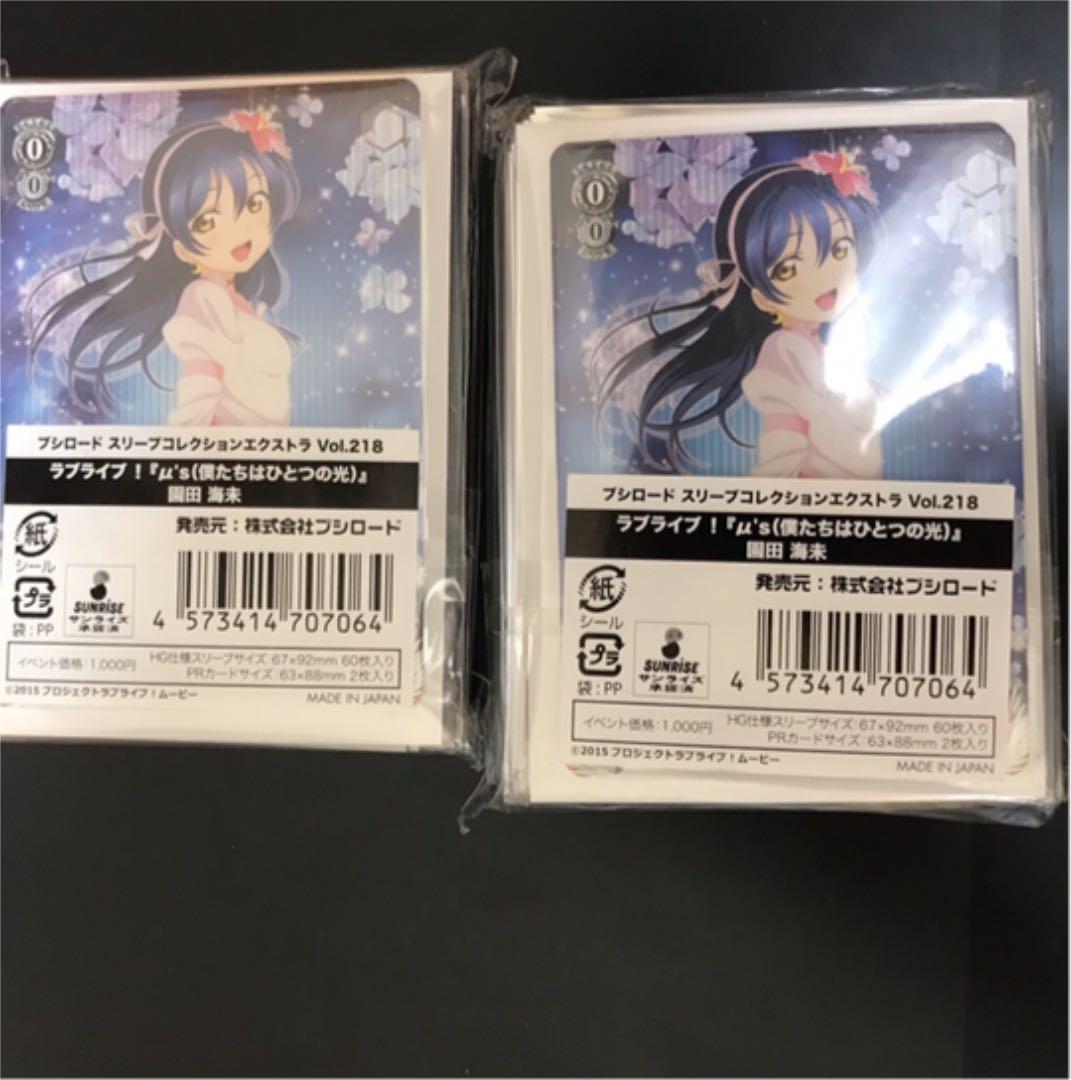 0
0
ブシロード スリーブコレクションエクストラ Vol.218
ラブライブ！『μ's(僕たちはひとつの光)』
園田 海未
発売元：株式会社ブシロード
紙
シール
プラ
袋：PP
SUNRISE
サンライズ
承認済
4 573414 707064
イベント価格：1,000円
HG仕様スリーブサイズ：67×92mm 60枚入り
PRカードサイズ：63×88mm 2枚入り
©2015 プロジェクトラブライブ！ムービー
MADE IN JAPAN
0
0
ブシロード スリーブコレクションエクストラ Vol.218
ラブライブ！『μ's(僕たちはひとつの光)』
園田 海未
発売元：株式会社ブシロード
紙
シール
プラ
袋：PP
SUNRISE
サンライズ
承認済
4 573414 707064
イベント価格：1,000円
HG仕様スリーブサイズ：67×92mm 60枚入り
PRカードサイズ：63×88mm 2枚入り
©2015 プロジェクトラブライブ！ムービー
MADE IN JAPAN